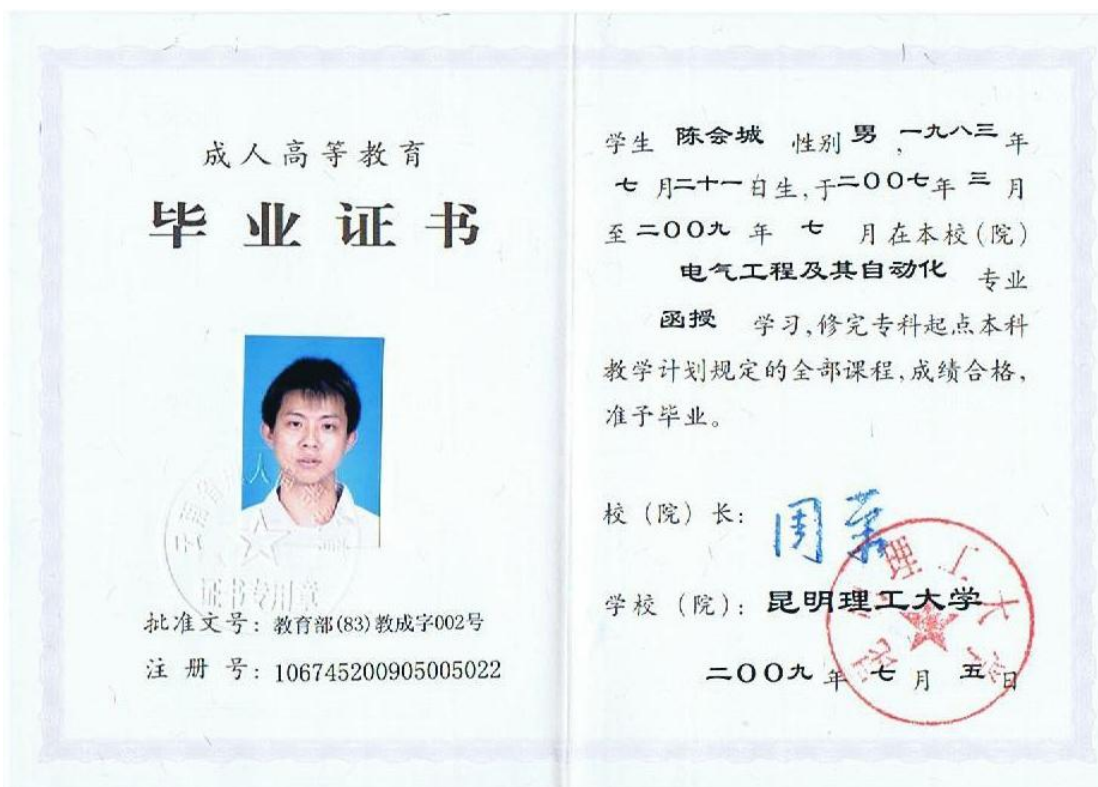 成人高等教育
毕业证书
证书专用章
批准文号：教育部(83)教成字002号
注册号：106745200905005022
学生 陈会城 性别 男，一九八三年
七月二十一日生，于二００七年三月
至二００九年七月在本校(院)
电气工程及其自动化 专业
函授 学习，修完专科起点本科
教学计划规定的全部课程，成绩合格，
准予毕业。
校（院）长：
学校（院）：昆明理工大学
二００九年七月五日